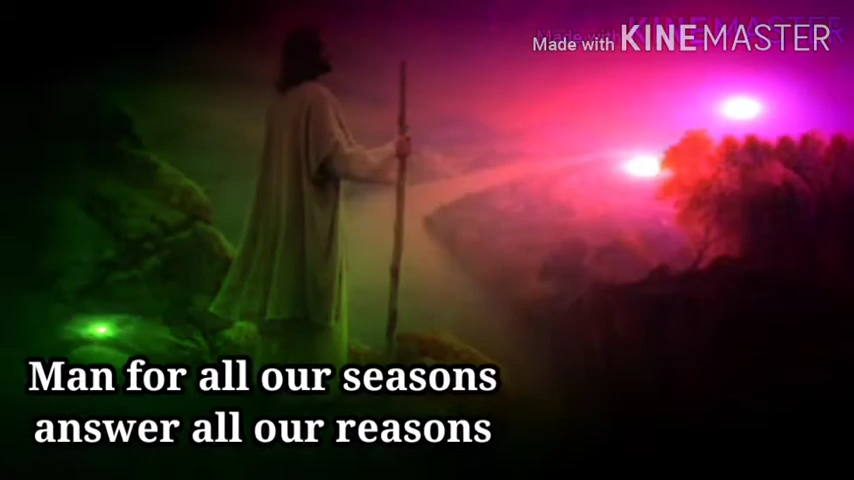 Made with KINEMASTER
Man for all our seasons
answer all our reasons